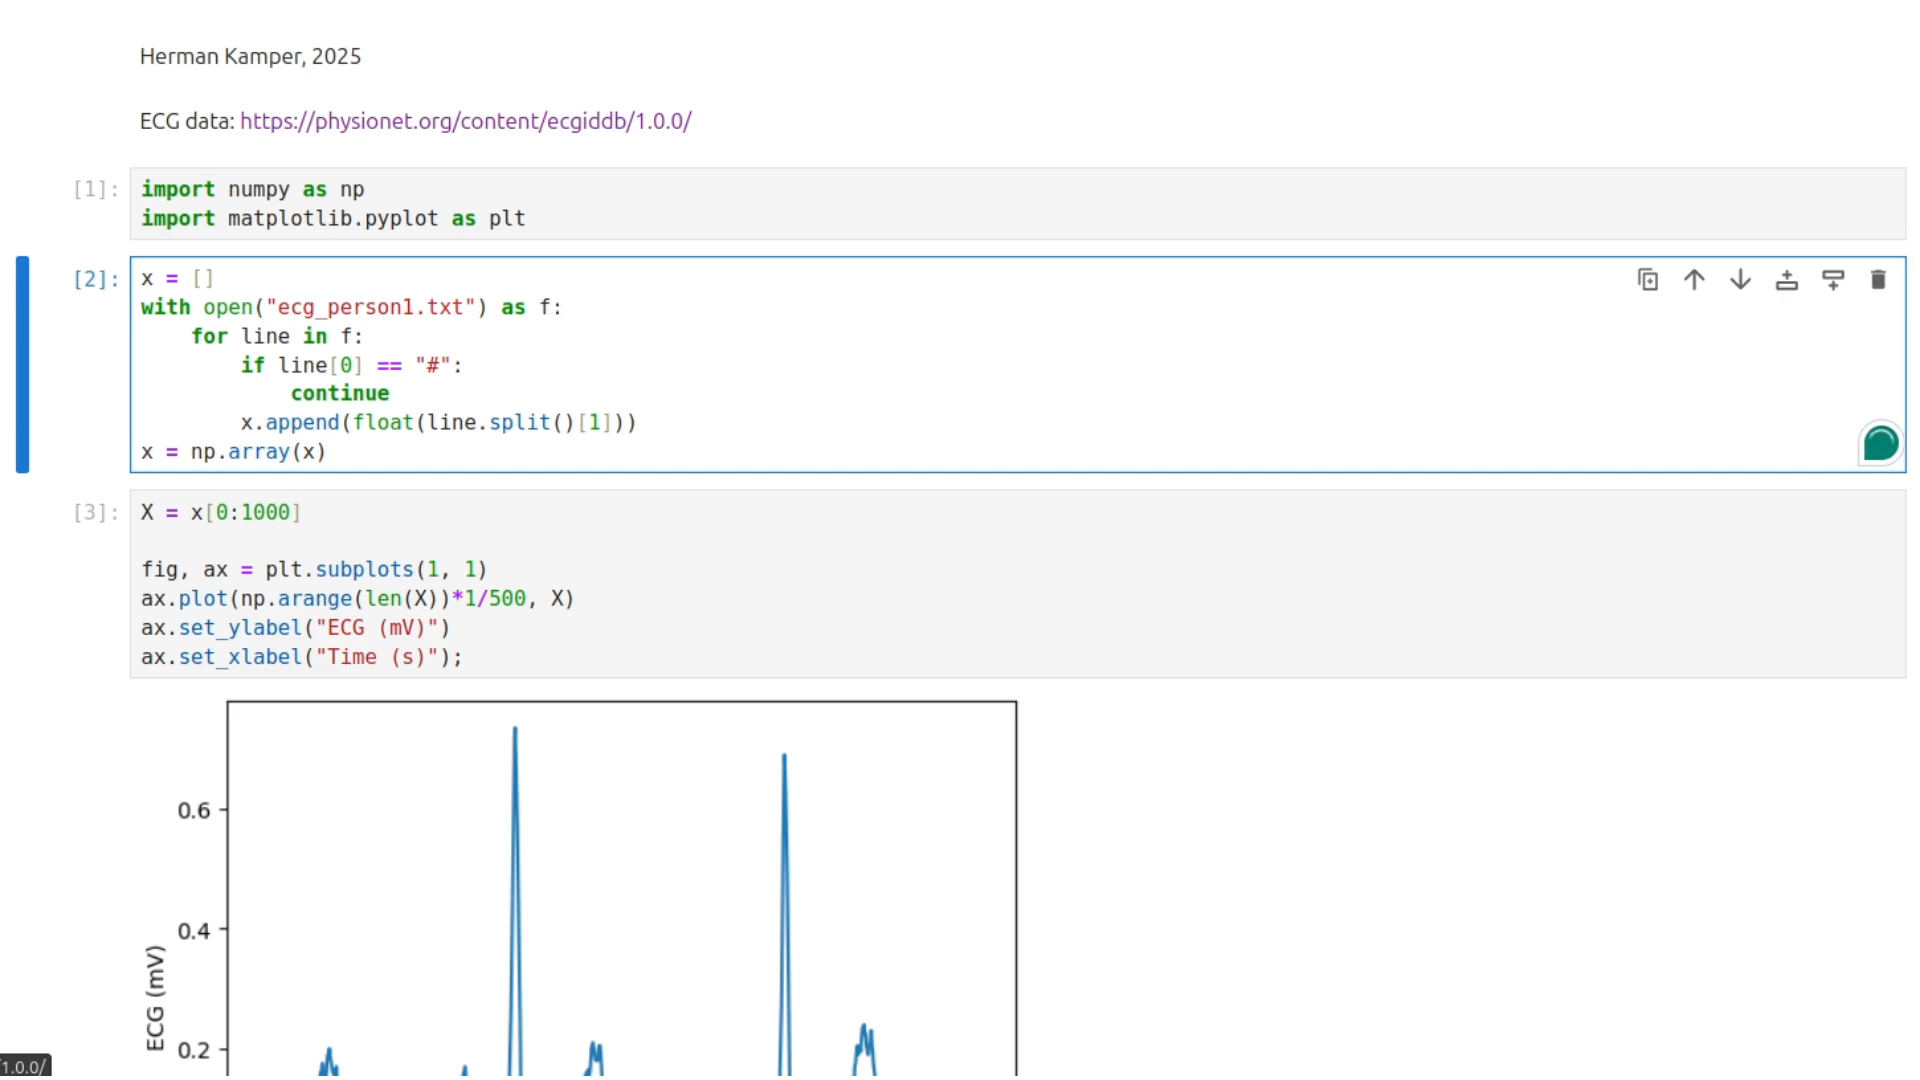 Herman Kamper, 2025
ECG data: https://physionet.org/content/ecgiddb/1.0.0/
[1]:
import numpy as np
import matplotlib.pyplot as plt
[2]:
x = []
with open("ecg_person1.txt") as f:
    for line in f:
        if line[0] == "#":
            continue
        x.append(float(line.split()[1]))
x = np.array(x)
[3]:
X = x[0:1000]
fig, ax = plt.subplots(1, 1)
ax.plot(np.arange(len(X))*1/500, X)
ax.set_ylabel("ECG (mV)")
ax.set_xlabel("Time (s)");
0.6
0.4
0.2
ECG (mV)
1.0.0/